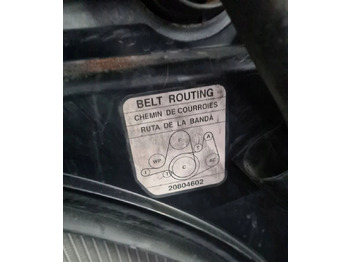 BELT ROUTING
CHEMIN DE COURROIES
RUTA DE LA BANDA
A
T
WP
AC
I
C
20804602